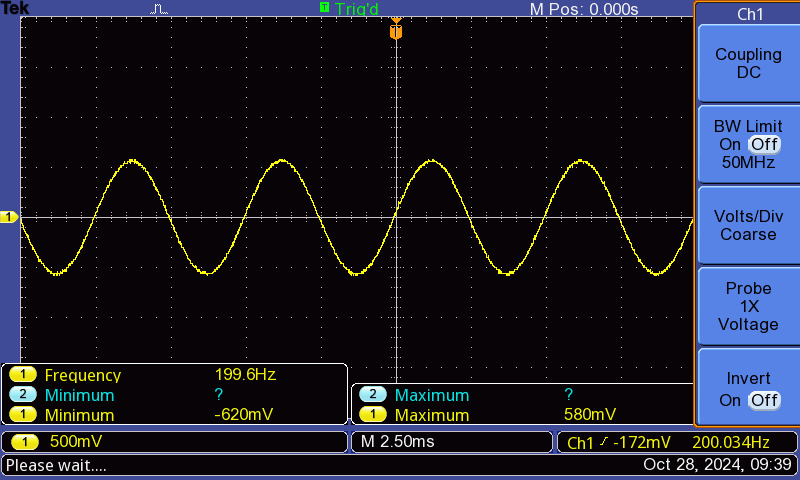 Tek T Trig'd M Pos: 0.000s Ch1
T
Coupling
DC
BW Limit
On Off
50MHz
1
Volts/Div
Coarse
Probe
1X
Voltage
Invert
On Off
1 Frequency 199.6Hz
2 Minimum ? 2 Maximum ?
1 Minimum -620mV 1 Maximum 580mV
1 500mV M 2.50ms Ch1 -172mV 200.034Hz
Please wait.... Oct 28, 2024, 09:39